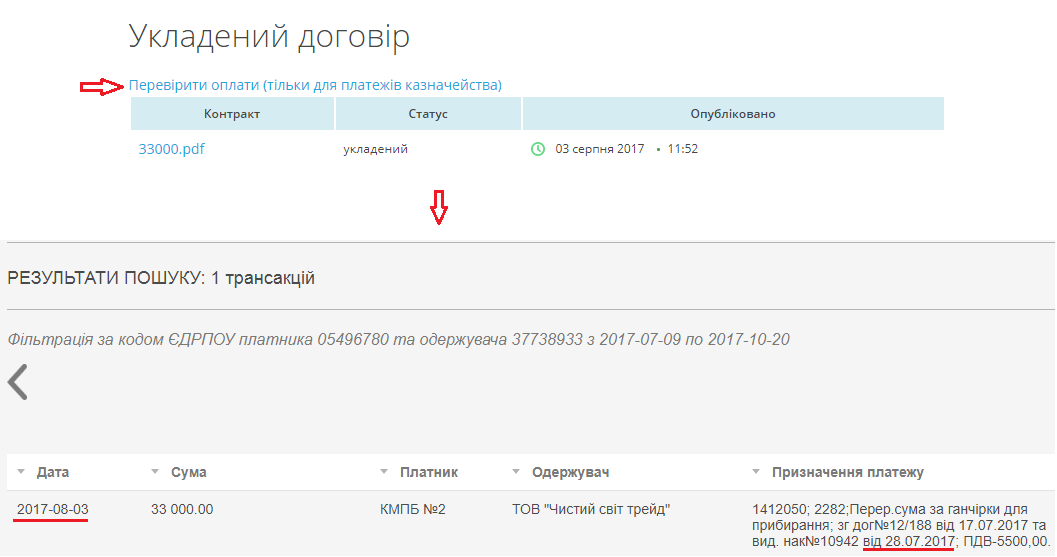 Укладений договір
Перевірити оплати (тільки для платежів казначейства)
Контракт Статус Опубліковано
33000.pdf укладений 03 серпня 2017 • 11:52
РЕЗУЛЬТАТИ ПОШУКУ: 1 трансакцій
Фільтрація за кодом ЄДРПОУ платника 05496780 та одержувача 37738933 з 2017-07-09 по 2017-10-20
Дата Сума Платник Одержувач Призначення платежу
2017-08-03 33 000.00 КМПБ №2 ТОВ "Чистий світ трейд" 1412050; 2282;Перер.сума за ганчірки для
прибирання; зг дог№12/188 від 17.07.2017 та
вид. нак№10942 від 28.07.2017; ПДВ-5500,00.